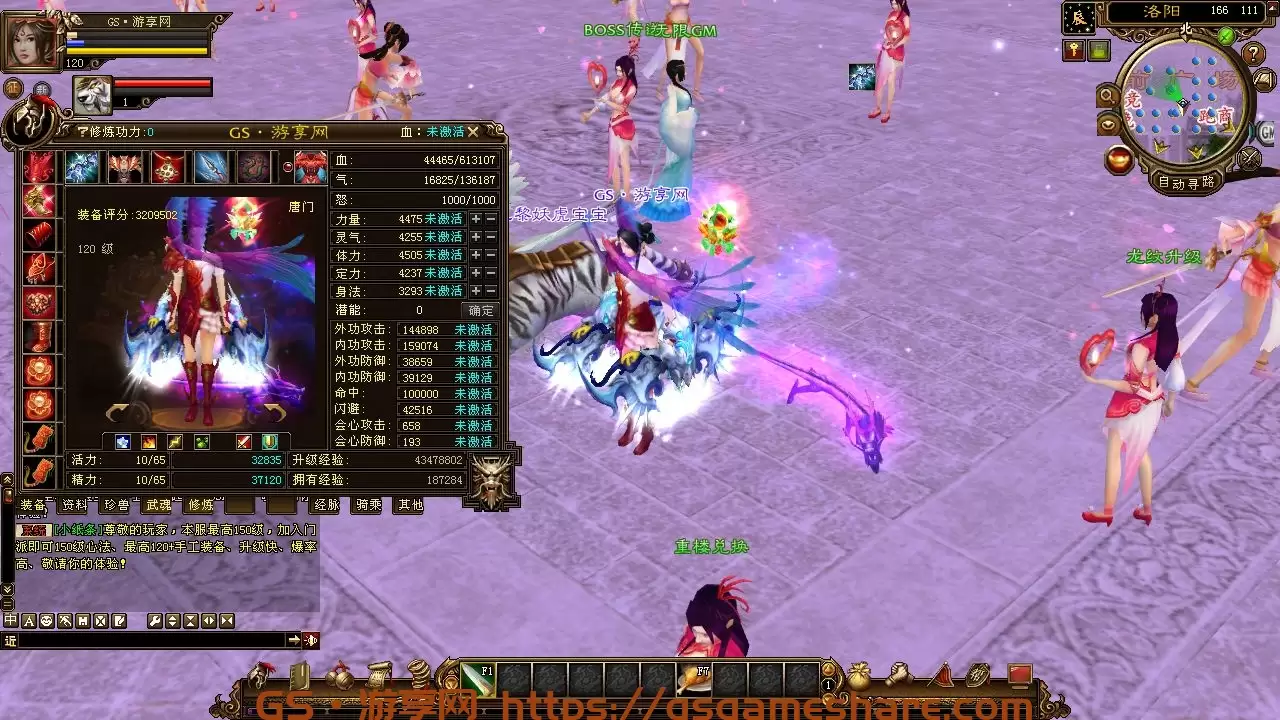 GS·游享网
120
1
BOSS传送
无限GM
辰
洛阳 166 111
北
?
竞
跑商
GM
自动寻路
修炼功力:0
GS·游享网
血: 未激活
装备评分:3209502
唐门
120 级
血: 44465/613107
气: 16825/136187
怒: 1000/1000
力量: 4475 未激活
灵气: 4255 未激活
体力: 4505 未激活
定力: 4237 未激活
身法: 3293 未激活
潜能: 0 确定
外功攻击: 144898 未激活
内功攻击: 159074 未激活
外功防御: 38659 未激活
内功防御: 39129 未激活
命中: 100000 未激活
闪避: 42516 未激活
会心攻击: 658 未激活
会心防御: 193 未激活
活力: 10/65 32835 升级经验: 43478802
精力: 10/65 37120 拥有经验: 187284
装备 资料 珍兽 武魂 修炼 经脉 骑乘 其他
GS·游享网
黎妖虎宝宝
龙纹升级
重楼兑换
[小纸条]尊敬的玩家，本服最高150级，加入门
派即可150级心法、最高120+手工装备、升级快、爆率
高、敬请你的体验!
中 A
近
F1
F7
1
GS·游享网 https://gsgameshare.com